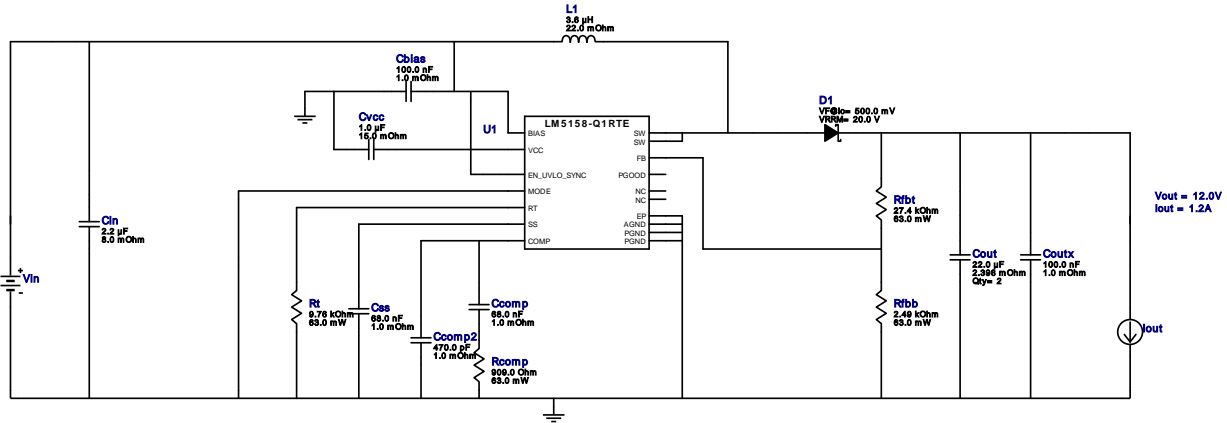 L1
3.6 µH
22.0 mOhm
Cbias
100.0 nF
1.0 mOhm
Cvcc
1.0 µF
15.0 mOhm
U1
LM5158-Q1RTE
BIAS
VCC
EN_UVLO_SYNC
MODE
RT
SS
COMP
SW
SW
FB
PGOOD
NC
NC
EP
AGND
PGND
PGND
D1
VF@Io= 500.0 mV
VRRM= 20.0 V
Cin
2.2 µF
8.0 mOhm
+
Vin
-
Rt
9.76 kOhm
63.0 mW
Css
68.0 nF
1.0 mOhm
Ccomp2
470.0 pF
1.0 mOhm
Ccomp
68.0 nF
1.0 mOhm
Rcomp
909.0 Ohm
63.0 mW
Rfbt
27.4 kOhm
63.0 mW
Rfbb
2.49 kOhm
63.0 mW
Cout
22.0 µF
2.396 mOhm
Qty= 2
Coutx
100.0 nF
1.0 mOhm
Iout
Vout = 12.0V
Iout = 1.2A